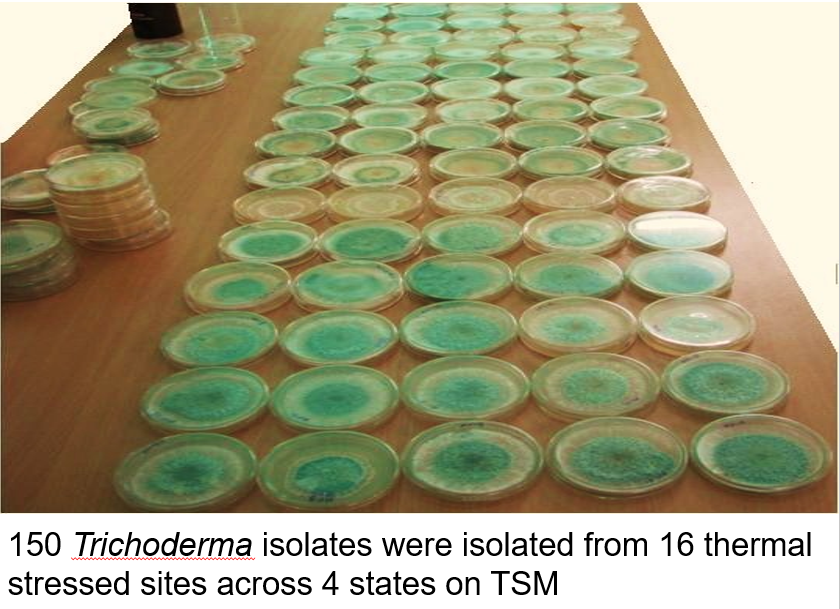 150 Trichoderma isolates were isolated from 16 thermal
stressed sites across 4 states on TSM